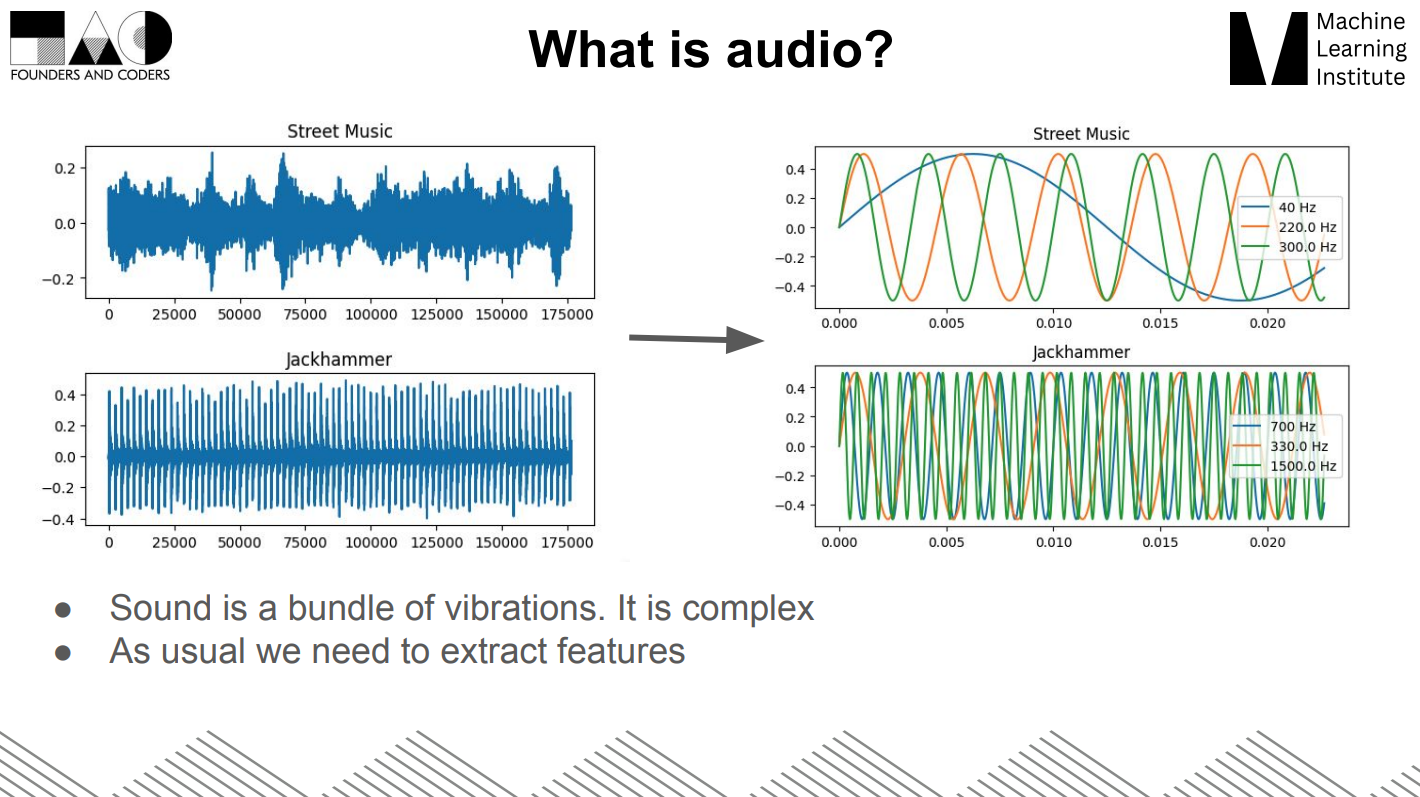 FOUNDERS AND CODERS
What is audio?
Machine
Learning
Institute
Street Music
0.2
0.0
−0.2
0 25000 50000 75000 100000 125000 150000 175000
Jackhammer
0.4
0.2
0.0
−0.2
−0.4
0 25000 50000 75000 100000 125000 150000 175000
Street Music
0.4
0.2
0.0
−0.2
−0.4
40 Hz
220.0 Hz
300.0 Hz
0.000 0.005 0.010 0.015 0.020
Jackhammer
0.4
0.2
0.0
−0.2
−0.4
700 Hz
330.0 Hz
1500.0 Hz
0.000 0.005 0.010 0.015 0.020
● Sound is a bundle of vibrations. It is complex
● As usual we need to extract features